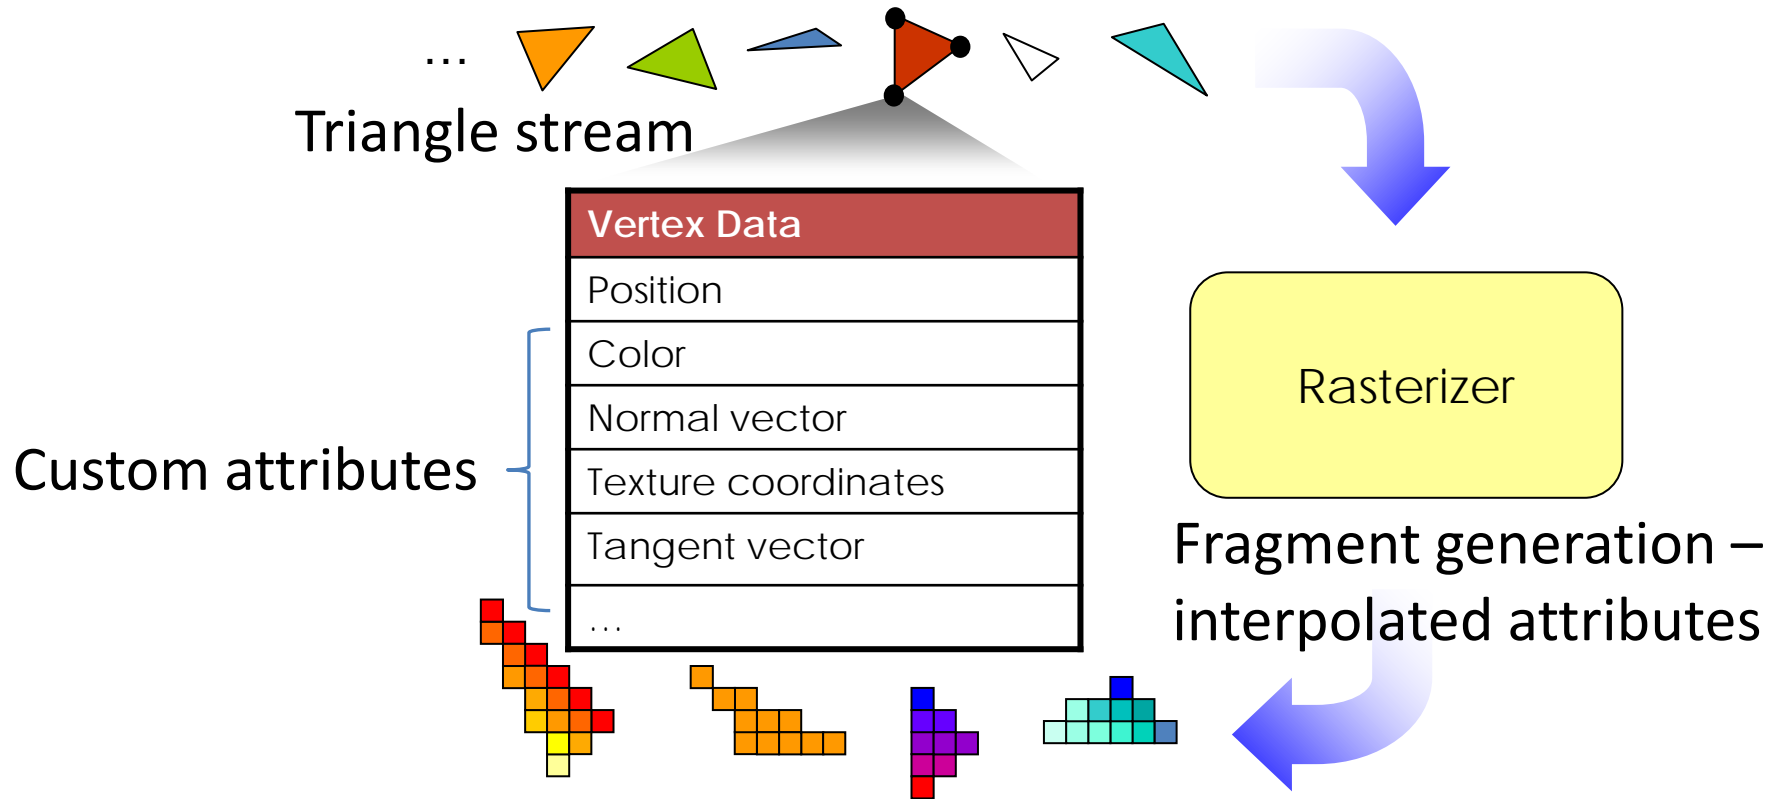 ...
Triangle stream
Vertex Data
Position
Color
Normal vector
Texture coordinates
Tangent vector
...
Custom attributes
Rasterizer
Fragment generation –
interpolated attributes